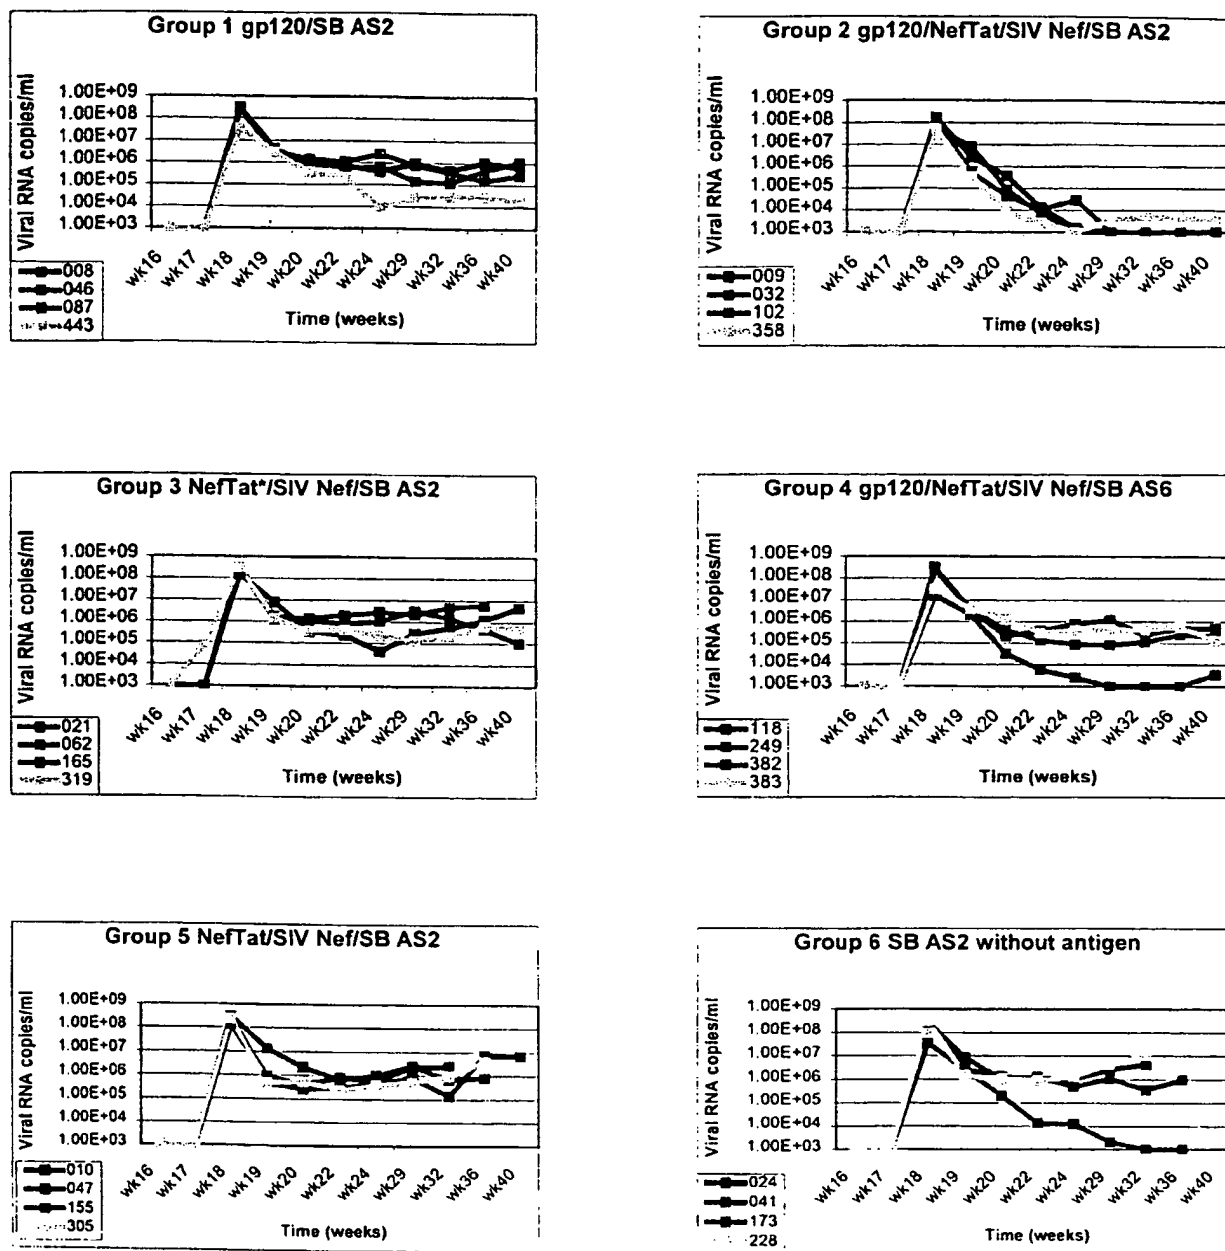 Group 1 gp120/SB AS2
Viral RNA copies/ml
1.00E+09
1.00E+08
1.00E+07
1.00E+06
1.00E+05
1.00E+04
1.00E+03
wk16 wk17 wk18 wk19 wk20 wk22 wk24 wk29 wk32 wk36 wk40
008
046
087
443
Time (weeks)
Group 2 gp120/NefTat/SIV Nef/SB AS2
Viral RNA copies/ml
1.00E+09
1.00E+08
1.00E+07
1.00E+06
1.00E+05
1.00E+04
1.00E+03
wk16 wk17 wk18 wk19 wk20 wk22 wk24 wk29 wk32 wk36 wk40
009
032
102
358
Time (weeks)
Group 3 NefTat*/SIV Nef/SB AS2
Viral RNA copies/ml
1.00E+09
1.00E+08
1.00E+07
1.00E+06
1.00E+05
1.00E+04
1.00E+03
wk16 wk17 wk18 wk19 wk20 wk22 wk24 wk29 wk32 wk36 wk40
021
062
165
319
Time (weeks)
Group 4 gp120/NefTat/SIV Nef/SB AS6
Viral RNA copies/ml
1.00E+09
1.00E+08
1.00E+07
1.00E+06
1.00E+05
1.00E+04
1.00E+03
wk16 wk17 wk18 wk19 wk20 wk22 wk24 wk29 wk32 wk36 wk40
118
249
382
383
Time (weeks)
Group 5 NefTat/SIV Nef/SB AS2
Viral RNA copies/ml
1.00E+09
1.00E+08
1.00E+07
1.00E+06
1.00E+05
1.00E+04
1.00E+03
wk16 wk17 wk18 wk19 wk20 wk22 wk24 wk29 wk32 wk36 wk40
010
047
155
305
Time (weeks)
Group 6 SB AS2 without antigen
Viral RNA copies/ml
1.00E+09
1.00E+08
1.00E+07
1.00E+06
1.00E+05
1.00E+04
1.00E+03
wk16 wk17 wk18 wk19 wk20 wk22 wk24 wk29 wk32 wk36 wk40
024
041
173
228
Time (weeks)